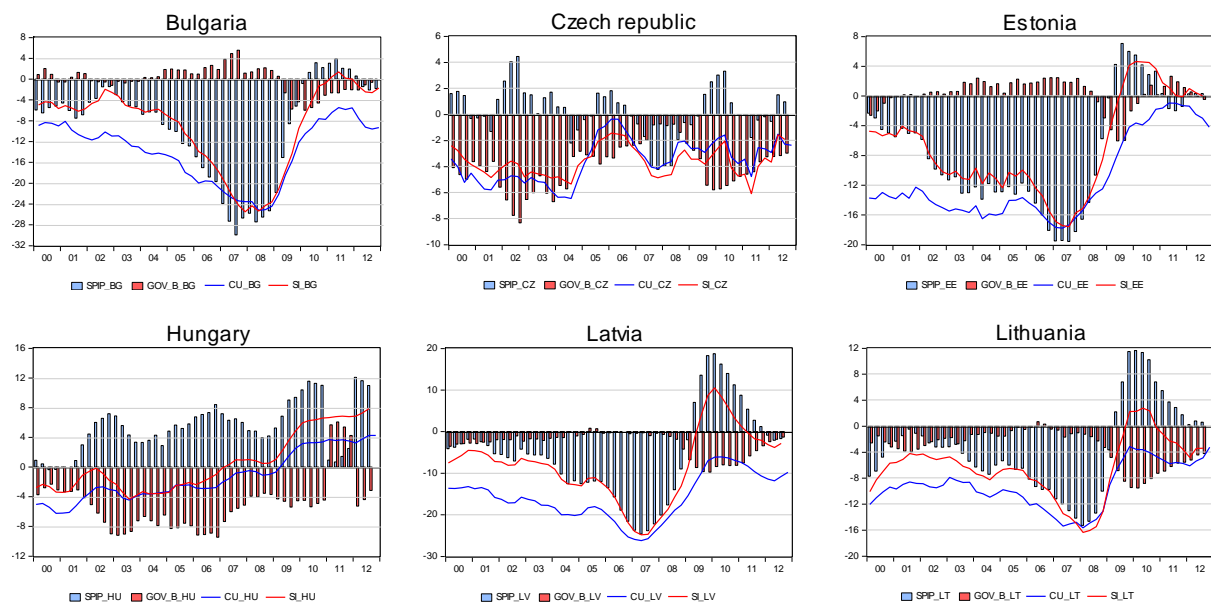 Bulgaria
8
4
0
-4
-8
-12
-16
-20
-24
-28
-32
00 01 02 03 04 05 06 07 08 09 10 11 12
SPIP_BG GOV_B_BG CU_BG SI_BG
Czech republic
6
4
2
0
-2
-4
-6
-8
-10
00 01 02 03 04 05 06 07 08 09 10 11 12
SPIP_CZ GOV_B_CZ CU_CZ SI_CZ
Estonia
8
4
0
-4
-8
-12
-16
-20
00 01 02 03 04 05 06 07 08 09 10 11 12
SPIP_EE GOV_B_EE CU_EE SI_EE
Hungary
16
12
8
4
0
-4
-8
-12
00 01 02 03 04 05 06 07 08 09 10 11 12
SPIP_HU GOV_B_HU CU_HU SI_HU
Latvia
20
10
0
-10
-20
-30
00 01 02 03 04 05 06 07 08 09 10 11 12
SPIP_LV GOV_B_LV CU_LV SI_LV
Lithuania
12
8
4
0
-4
-8
-12
-16
-20
00 01 02 03 04 05 06 07 08 09 10 11 12
SPIP_LT GOV_B_LT CU_LT SI_LT